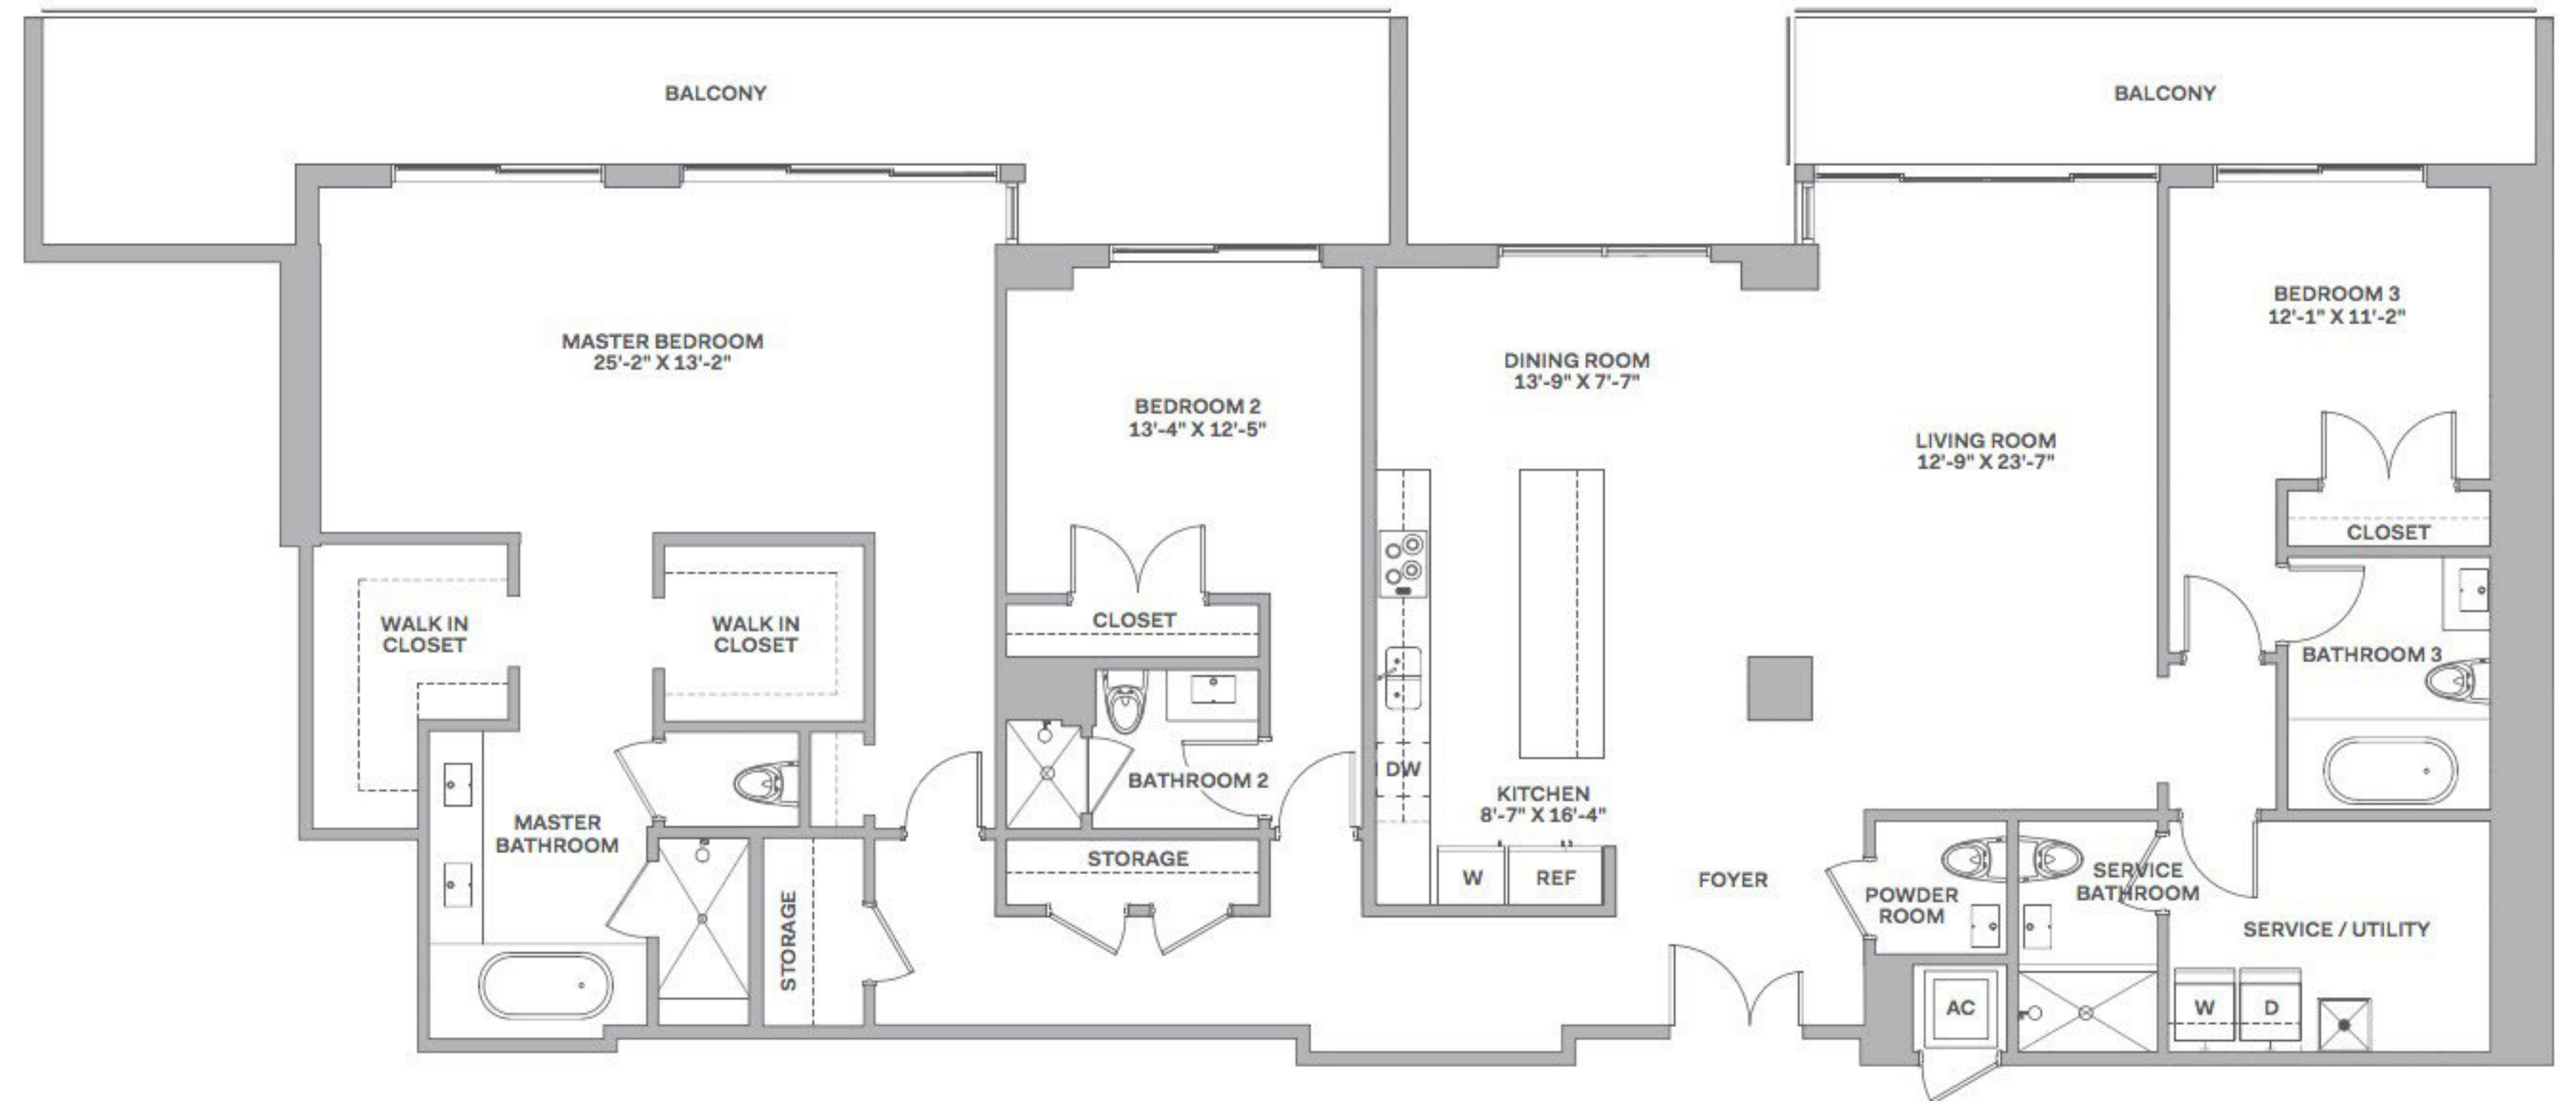 BALCONY
BALCONY
MASTER BEDROOM
25'-2" X 13'-2"
BEDROOM 2
13'-4" X 12'-5"
DINING ROOM
13'-9" X 7'-7"
LIVING ROOM
12'-9" X 23'-7"
BEDROOM 3
12'-1" X 11'-2"
CLOSET
WALK IN
CLOSET
WALK IN
CLOSET
CLOSET
BATHROOM 3
BATHROOM 2
DW
KITCHEN
8'-7" X 16'-4"
MASTER
BATHROOM
STORAGE
STORAGE
W
REF
FOYER
POWDER
ROOM
SERVICE
BATHROOM
SERVICE / UTILITY
AC
W
D